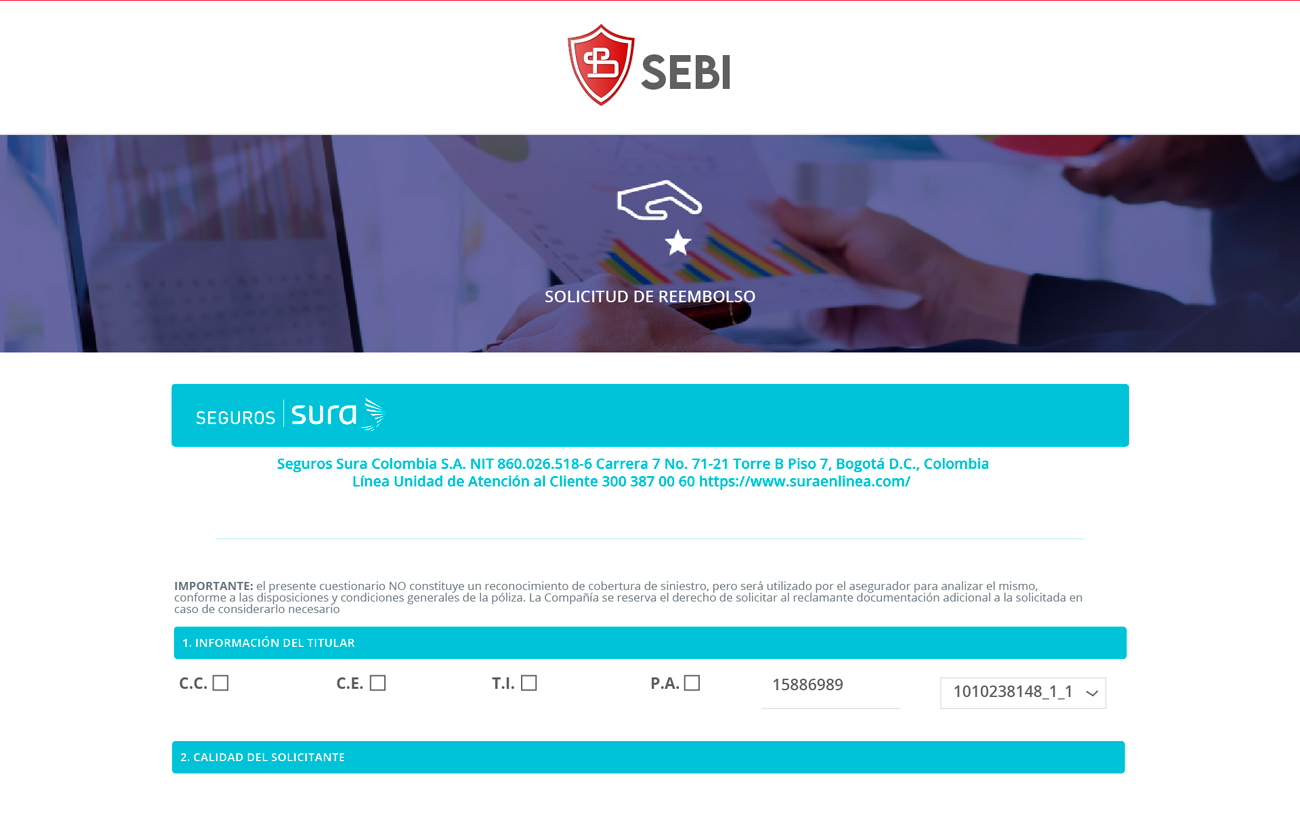 SEBI
SOLICITUD DE REEMBOLSO
SEGUROS sura
Seguros Sura Colombia S.A. NIT 860.026.518-6 Carrera 7 No. 71-21 Torre B Piso 7, Bogotá D.C., Colombia
Línea Unidad de Atención al Cliente 300 387 00 60 https://www.suraenlinea.com/
IMPORTANTE: el presente cuestionario NO constituye un reconocimiento de cobertura de siniestro, pero será utilizado por el asegurador para analizar el mismo,
conforme a las disposiciones y condiciones generales de la póliza. La Compañía se reserva el derecho de solicitar al reclamante documentación adicional a la solicitada en
caso de considerarlo necesario
1. INFORMACIÓN DEL TITULAR
C.C. C.E. T.I. P.A. 15886989 1010238148_1_1
2. CALIDAD DEL SOLICITANTE